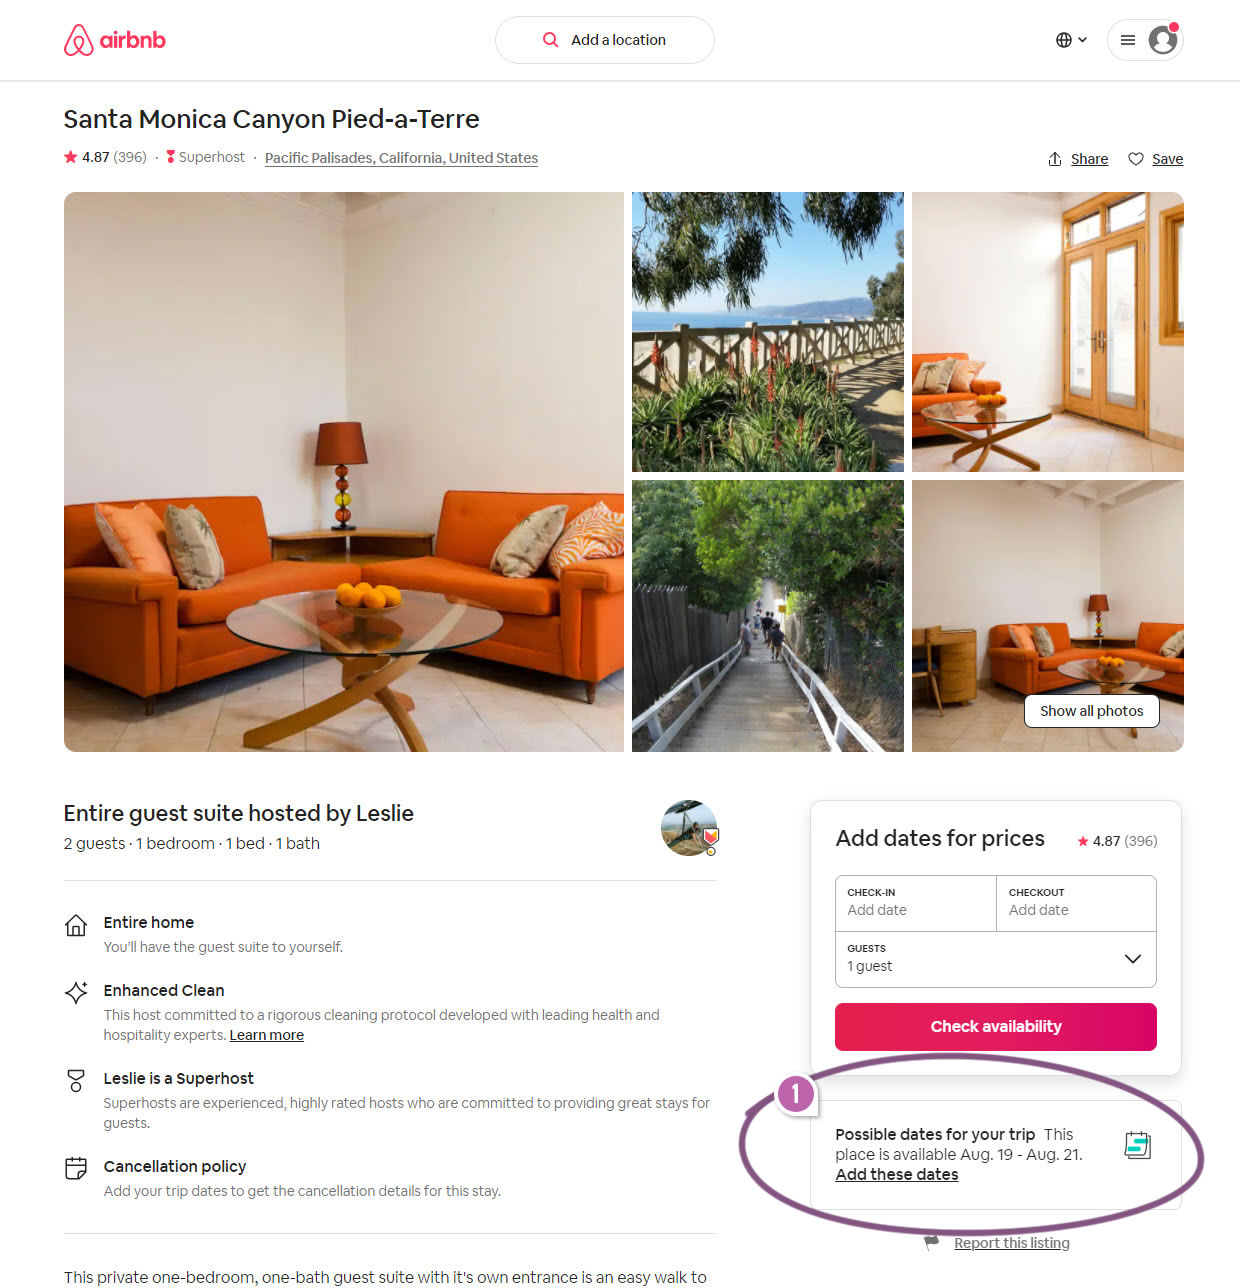 airbnb
Add a location
Santa Monica Canyon Pied-a-Terre
4.87 (396) · Superhost · Pacific Palisades, California, United States
Share Save
Show all photos
Entire guest suite hosted by Leslie
2 guests · 1 bedroom · 1 bed · 1 bath
Entire home
You'll have the guest suite to yourself.
Enhanced Clean
This host committed to a rigorous cleaning protocol developed with leading health and
hospitality experts. Learn more
Leslie is a Superhost
Superhosts are experienced, highly rated hosts who are committed to providing great stays for
guests.
Cancellation policy
Add your trip dates to get the cancellation details for this stay.
This private one-bedroom, one-bath guest suite with it's own entrance is an easy walk to
Add dates for prices
4.87 (396)
CHECK-IN
Add date
CHECKOUT
Add date
GUESTS
1 guest
Check availability
1
Possible dates for your trip This
place is available Aug. 19 - Aug. 21.
Add these dates
Report this listing